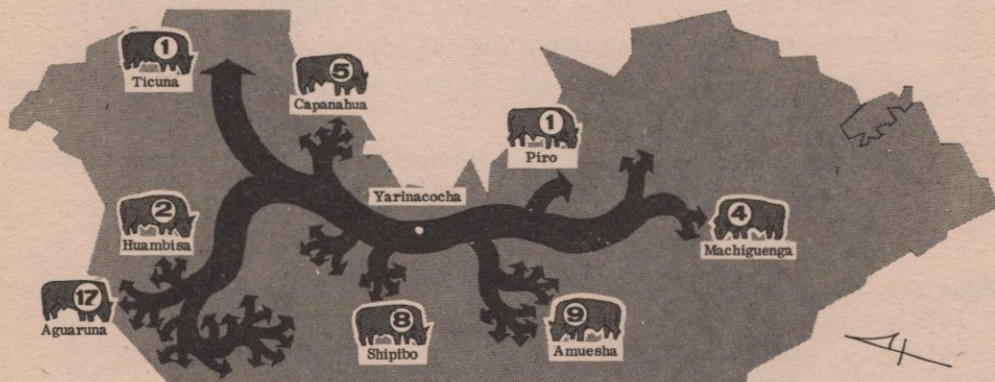 1
Ticuna
5
Capanahua
1
Piro
Yarinacocha
2
Huambisa
4
Machiguenga
17
Aguaruna
8
Shipibo
9
Amuesha